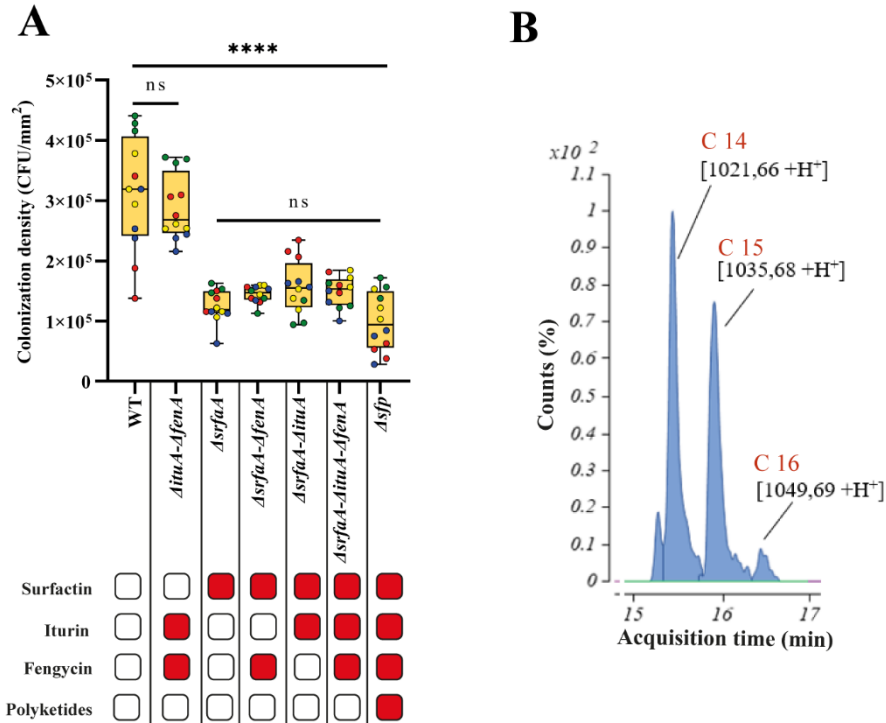 A
****
ns
ns
Colonization density (CFU/mm²)
5×10⁵
4×10⁵
3×10⁵
2×10⁵
1×10⁵
0
WT
ΔituA-ΔfenA
ΔsrfaA
ΔsrfaA-ΔfenA
ΔsrfaA-ΔituA
ΔsrfaA-ΔituA-ΔfenA
Δsfp
Surfactin
Iturin
Fengycin
Polyketides
B
x10 2
C 14
[1021,66 +H⁺]
C 15
[1035,68 +H⁺]
C 16
[1049,69 +H⁺]
Counts (%)
1.1
1
0.9
0.8
0.7
0.6
0.5
0.4
0.3
0.2
0.1
0
15 16 17
Acquisition time (min)